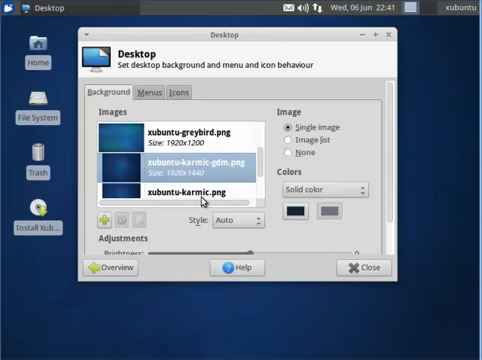 Desktop
Wed, 06 Jun 22:41
xubuntu
Desktop
Desktop
Set desktop background and menu and icon behaviour
Background
Menus
Icons
Images
xubuntu-greybird.png
Size: 1920x1200
xubuntu-karmic-gdm.png
Size: 1920x1440
xubuntu-karmic.png
Style:
Auto
Image
Single image
Image list
None
Colors
Solid color
Adjustments
Brightness:
0
Overview
Help
Close
Home
File System
Trash
Install Xub...